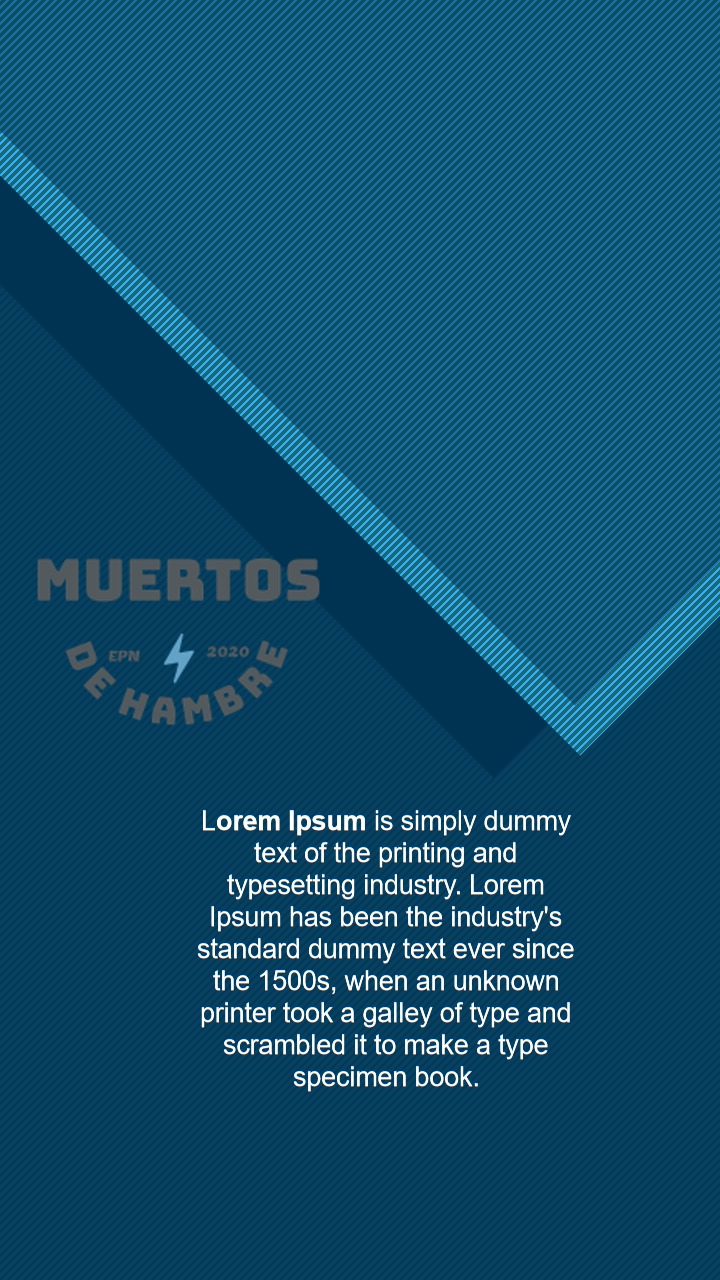 MUERTOS
EPN 2020
DE HAMBRE
Lorem Ipsum is simply dummy
text of the printing and
typesetting industry. Lorem
Ipsum has been the industry's
standard dummy text ever since
the 1500s, when an unknown
printer took a galley of type and
scrambled it to make a type
specimen book.